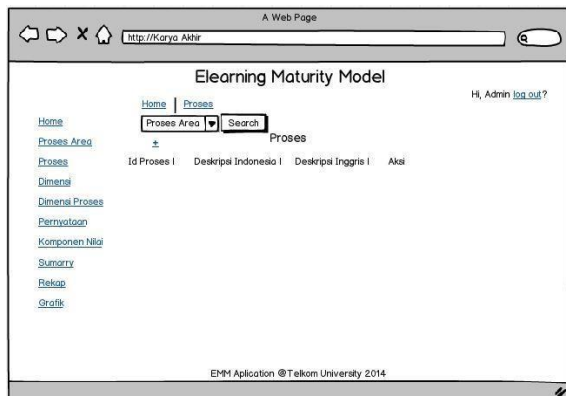 A Web Page
http://Karya Akhir
Elearning Maturity Model
Hi, Admin log out?
Home | Proses
Proses Area Search
+
Proses
Id Proses | Deskripsi Indonesia | Deskripsi Inggris | Aksi
Home
Proses Area
Proses
Dimensi
Dimensi Proses
Pernyataan
Komponen Nilai
Sumarry
Rekap
Grafik
EMM Aplication @Telkom University 2014